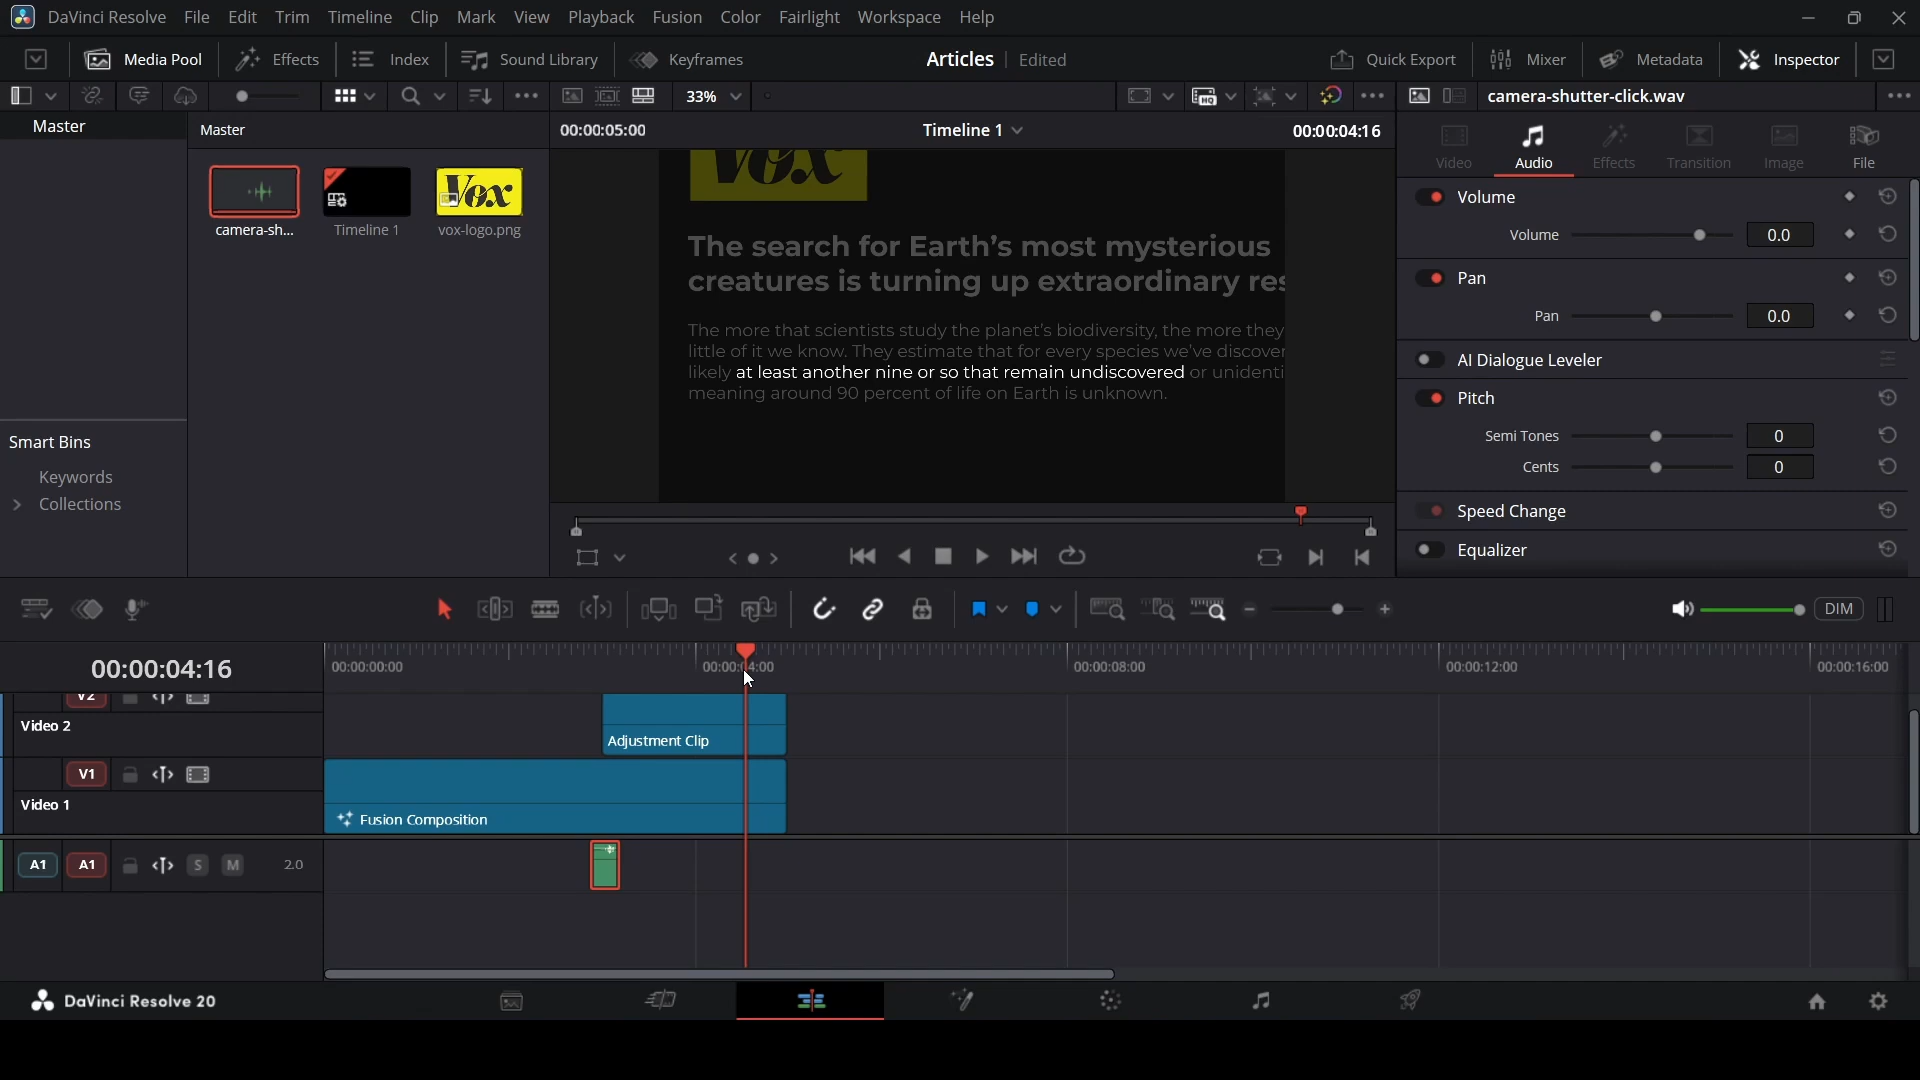 DaVinci Resolve File Edit Trim Timeline Clip Mark View Playback Fusion Color Fairlight Workspace Help
Media Pool Effects Index Sound Library Keyframes Articles Edited Quick Export Mixer Metadata Inspector
33% HQ camera-shutter-click.wav
Master Master 00:00:05:00 Timeline 1 00:00:04:16
Video Audio Effects Transition Image File
camera-sh... Timeline 1 vox-logo.png
Vox
Vox
The search for Earth's most mysterious
creatures is turning up extraordinary res
The more that scientists study the planet's biodiversity, the more they
little of it we know. They estimate that for every species we've discover
likely at least another nine or so that remain undiscovered or unidenti
meaning around 90 percent of life on Earth is unknown.
Volume
Volume 0.0
Pan
Pan 0.0
AI Dialogue Leveler
Pitch
Semi Tones 0
Cents 0
Speed Change
Equalizer
Smart Bins
Keywords
Collections
DIM
00:00:04:16 00:00:00:00 00:00:04:00 00:00:08:00 00:00:12:00 00:00:16:00
V2
Video 2 Adjustment Clip
V1
Video 1 Fusion Composition
A1 A1 S M 2.0
DaVinci Resolve 20